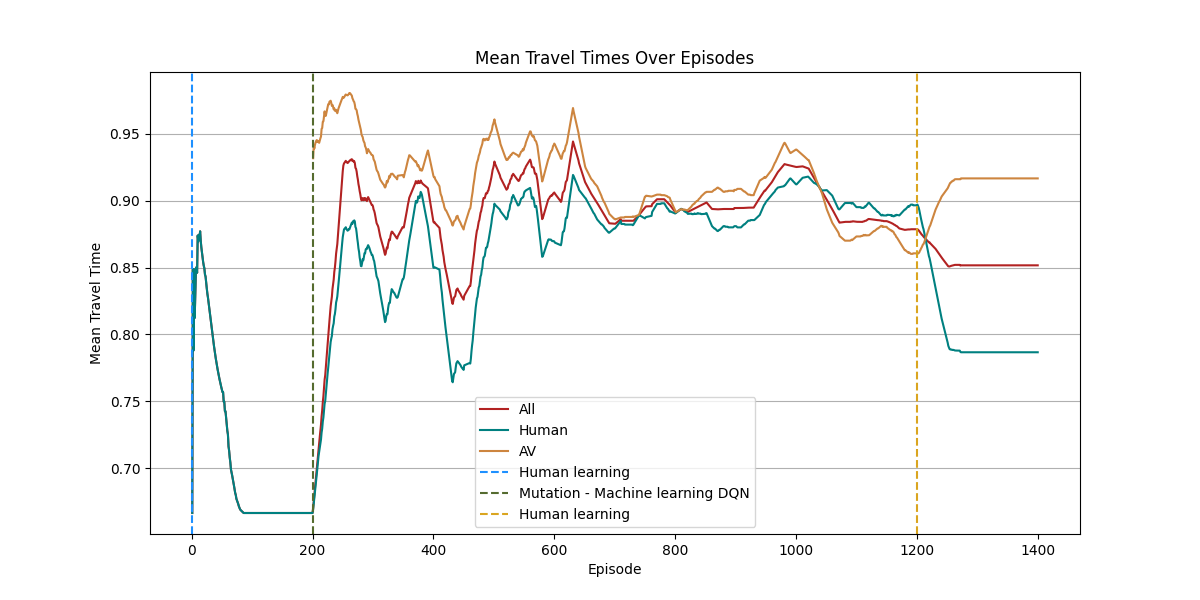 Mean Travel Times Over Episodes
Mean Travel Time
0.95
0.90
0.85
0.80
0.75
0.70
All
Human
AV
Human learning
Mutation - Machine learning DQN
Human learning
0 200 400 600 800 1000 1200 1400
Episode